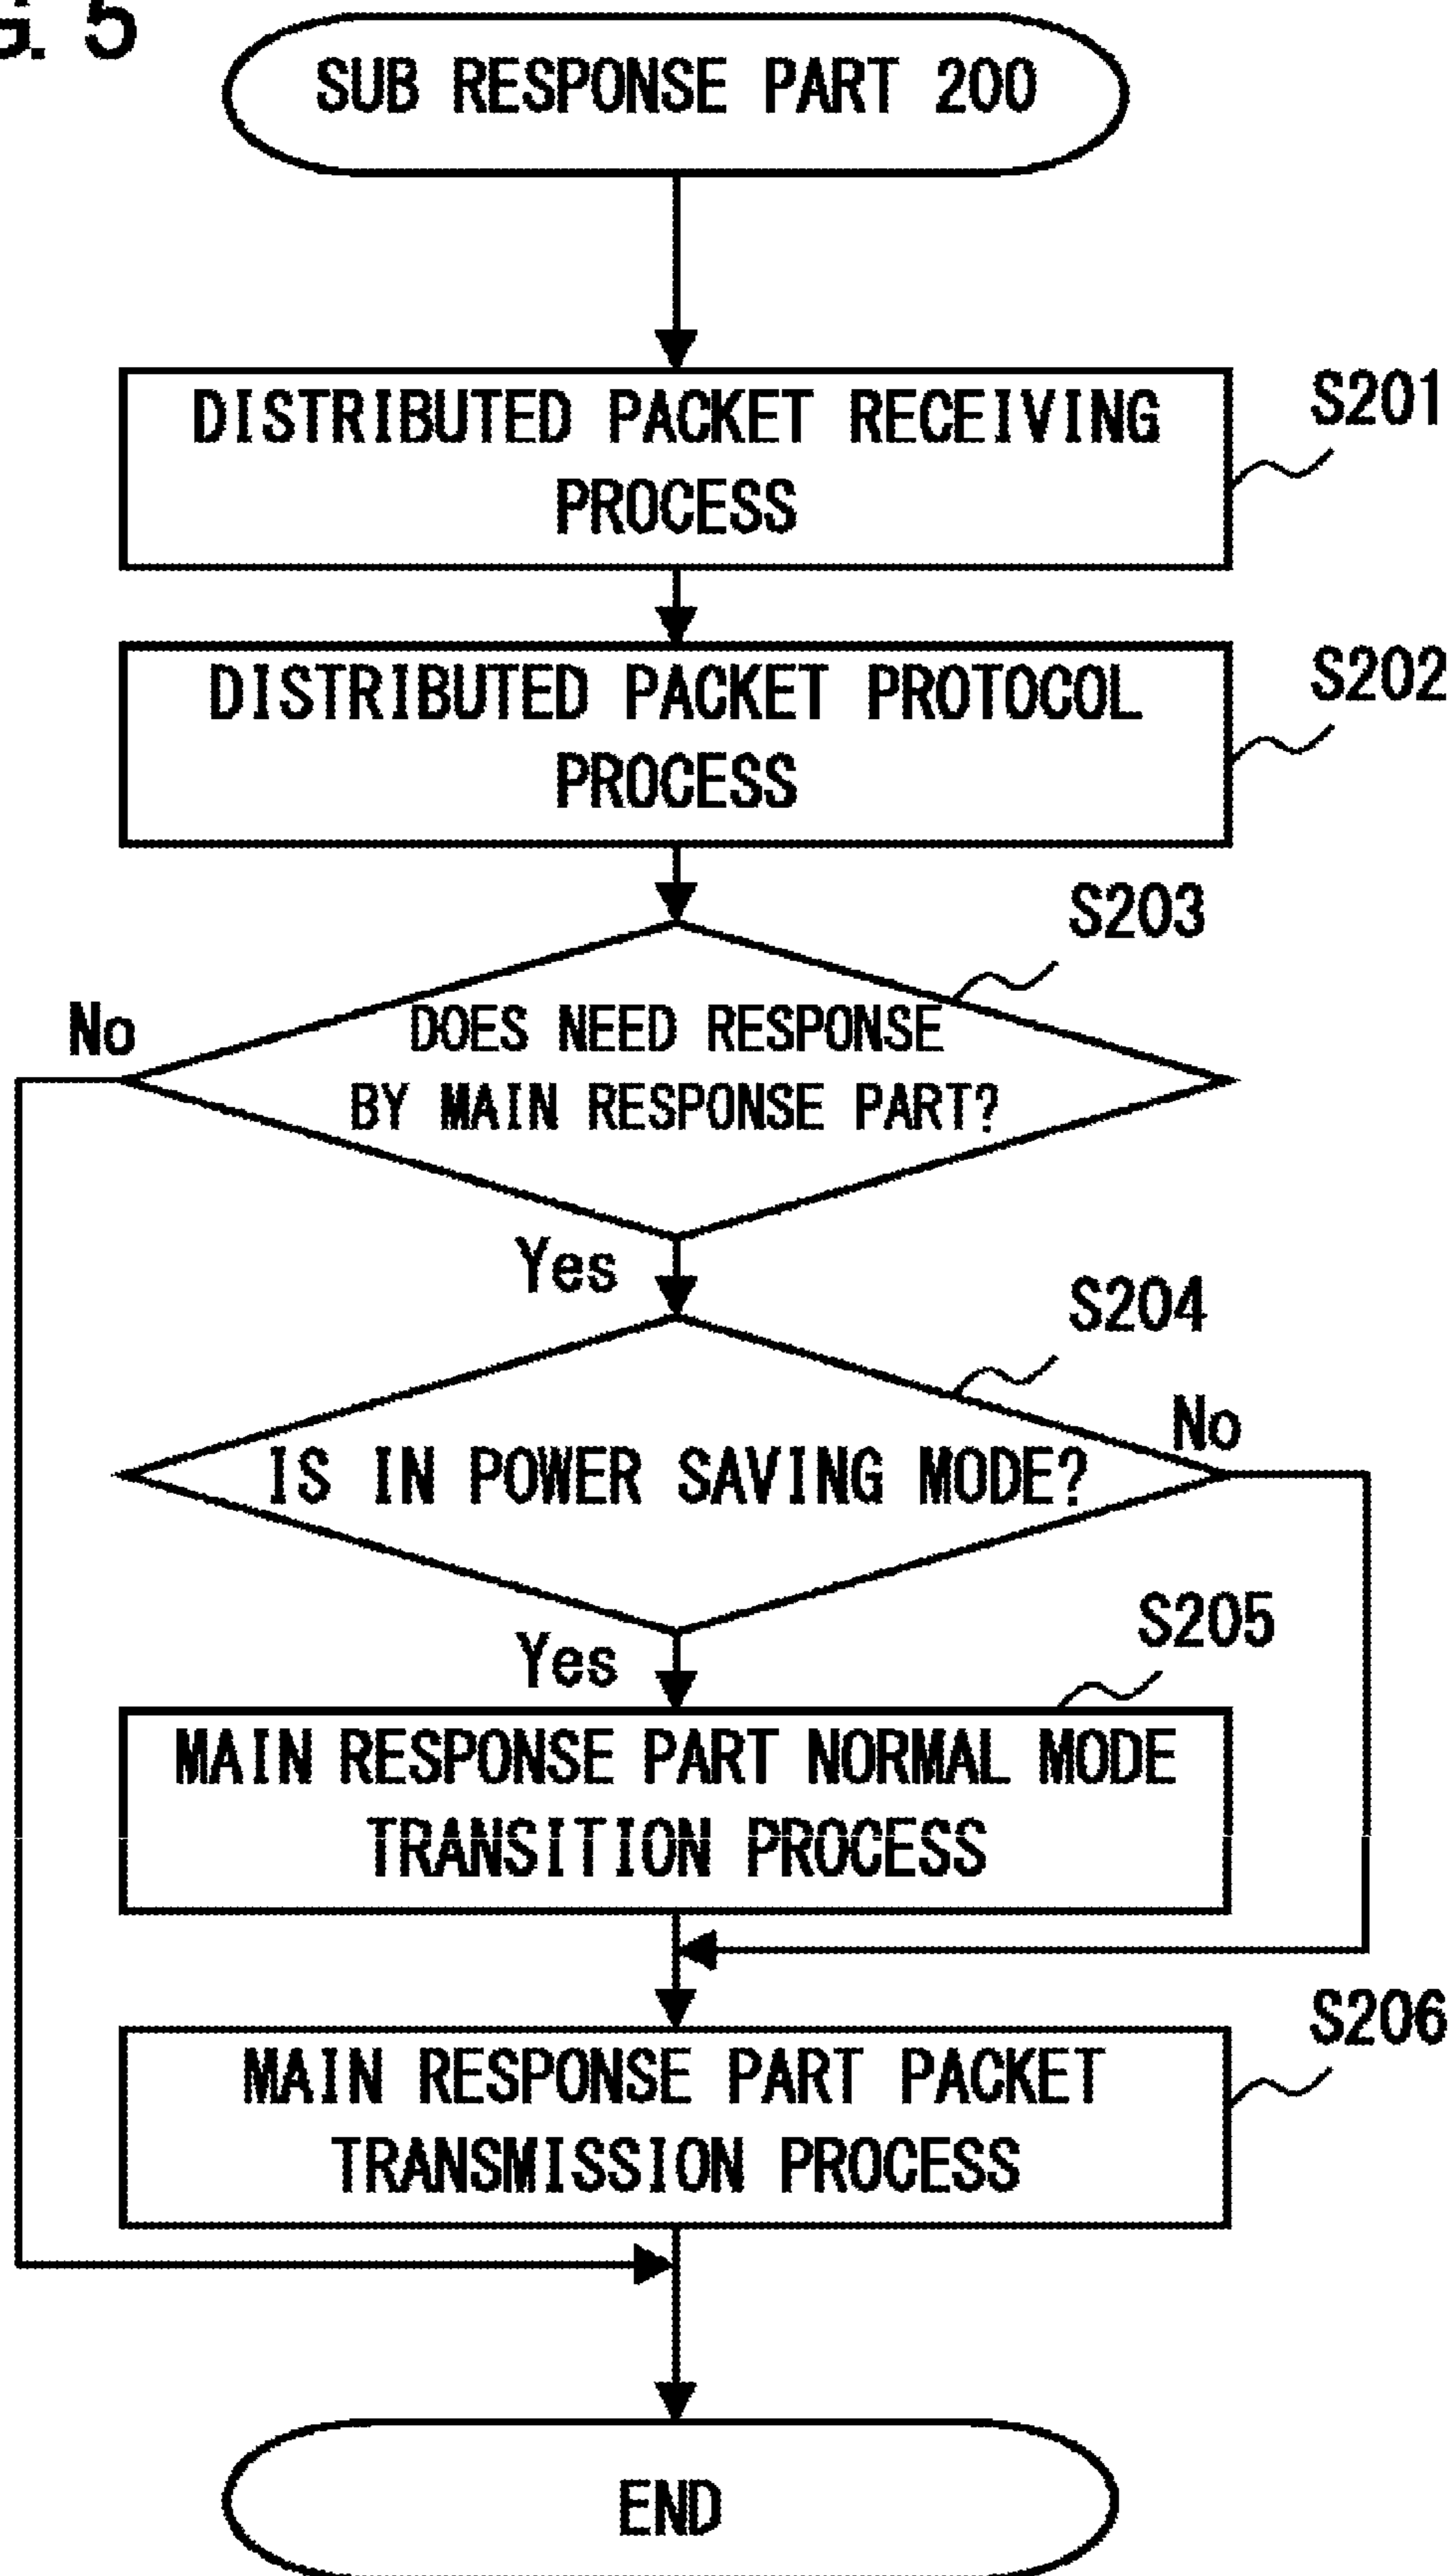 G. 5
SUB RESPONSE PART 200
DISTRIBUTED PACKET RECEIVING
PROCESS
S201
DISTRIBUTED PACKET PROTOCOL
PROCESS
S202
S203
No
DOES NEED RESPONSE
BY MAIN RESPONSE PART?
Yes
S204
No
IS IN POWER SAVING MODE?
Yes
S205
MAIN RESPONSE PART NORMAL MODE
TRANSITION PROCESS
S206
MAIN RESPONSE PART PACKET
TRANSMISSION PROCESS
END